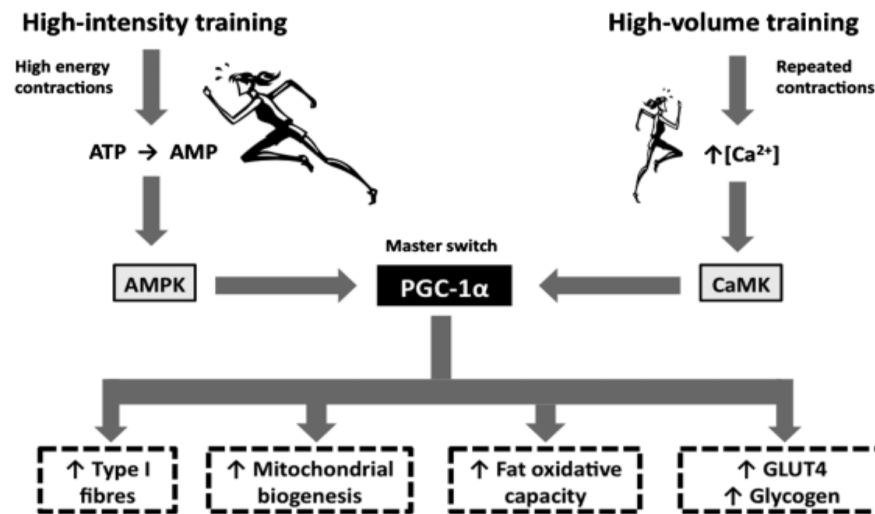 High-intensity training
High-volume training
High energy
contractions
Repeated
contractions
ATP → AMP
↑[Ca²⁺]
Master switch
AMPK
PGC-1α
CaMK
↑ Type I
fibres
↑ Mitochondrial
biogenesis
↑ Fat oxidative
capacity
↑ GLUT4
↑ Glycogen